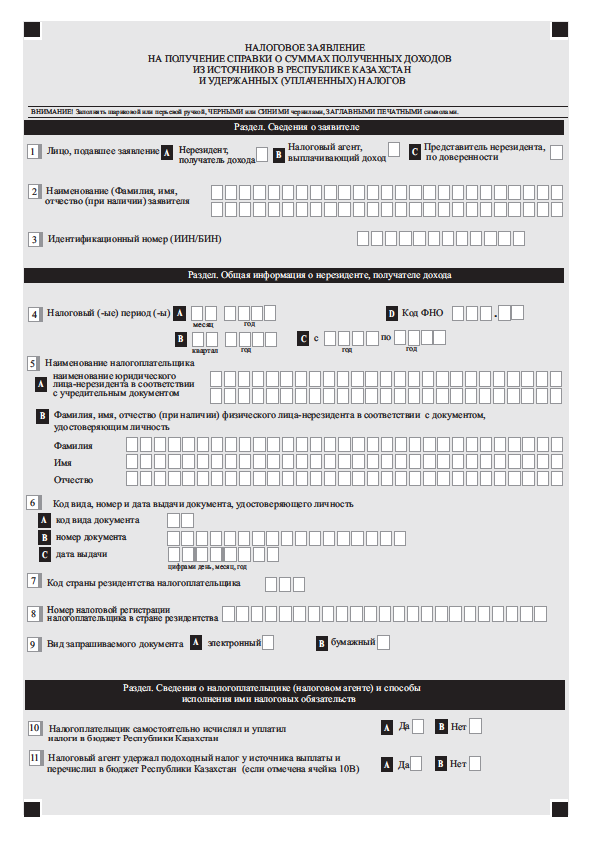 НАЛОГОВОЕ ЗАЯВЛЕНИЕ
НА ПОЛУЧЕНИЕ СПРАВКИ О СУММАХ ПОЛУЧЕННЫХ ДОХОДОВ
ИЗ ИСТОЧНИКОВ В РЕСПУБЛИКЕ КАЗАХСТАН
И УДЕРЖАННЫХ (УПЛАЧЕННЫХ) НАЛОГОВ
ВНИМАНИЕ! Заполнять шариковой или перьевой ручкой, ЧЕРНЫМИ или СИНИМИ чернилами, ЗАГЛАВНЫМИ ПЕЧАТНЫМИ символами.
Раздел. Сведения о заявителе
1 Лицо, подавшее заявление A Нерезидент, получатель дохода B Налоговый агент, выплачивающий доход C Представитель нерезидента, по доверенности
2 Наименование (Фамилия, имя,
отчество (при наличии) заявителя
3 Идентификационный номер (ИИН/БИН)
Раздел. Общая информация о нерезиденте, получателе дохода
4 Налоговый (-ые) период (-ы) A D Код ФНО .
месяц год
B C с по
квартал год год год
5 Наименование налогоплательщика
A наименование юридического
лица-нерезидента в соответствии
с учредительным документом
B Фамилия, имя, отчество (при наличии) физического лица-нерезидента в соответствии с документом,
удостоверяющим личность
Фамилия
Имя
Отчество
6 Код вида, номер и дата выдачи документа, удостоверяющего личность
A код вида документа
B номер документа
C дата выдачи
цифрами день, месяц, год
7 Код страны резидентства налогоплательщика
8 Номер налоговой регистрации
налогоплательщика в стране резидентства
9 Вид запрашиваемого документа A электронный B бумажный
Раздел. Сведения о налогоплательщике (налоговом агенте) и способы
исполнения ими налоговых обязательств
10 Налогоплательщик самостоятельно исчислял и уплатил A Да B Нет
налоги в бюджет Республики Казахстан
11 Налоговый агент удержал подоходный налог у источника выплаты и A Да B Нет
перечислил в бюджет Республики Казахстан (если отмечена ячейка 10В)